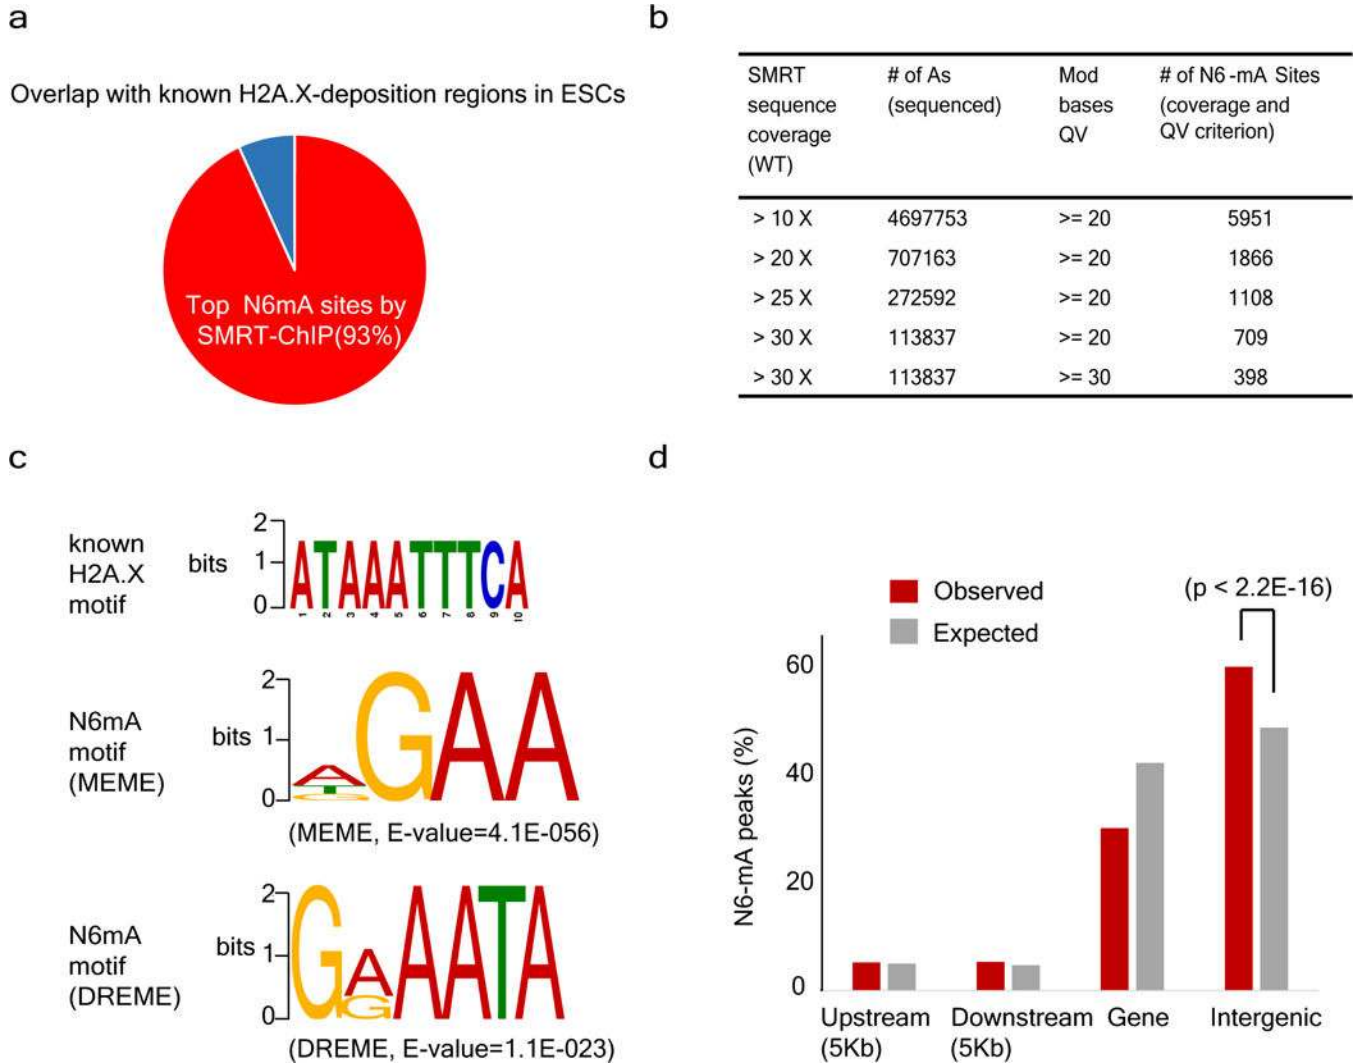 a
Overlap with known H2A.X-deposition regions in ESCs
Top N6mA sites by
SMRT-ChIP(93%)
b
SMRT sequence coverage (WT) # of As (sequenced) Mod bases QV # of N6 -mA Sites (coverage and QV criterion)
> 10 X 4697753 >= 20 5951
> 20 X 707163 >= 20 1866
> 25 X 272592 >= 20 1108
> 30 X 113837 >= 20 709
> 30 X 113837 >= 30 398
c
known
H2A.X
motif
bits
2
1
0
ATAAATTTCA
1 2 3 4 5 6 7 8 9 10
N6mA
motif
(MEME)
bits
2
1
0
ATGGAA
(MEME, E-value=4.1E-056)
N6mA
motif
(DREME)
bits
2
1
0
GAGAATA
(DREME, E-value=1.1E-023)
d
Observed
Expected
(p < 2.2E-16)
N6-mA peaks (%)
60
40
20
0
Upstream (5Kb)
Downstream (5Kb)
Gene
Intergenic